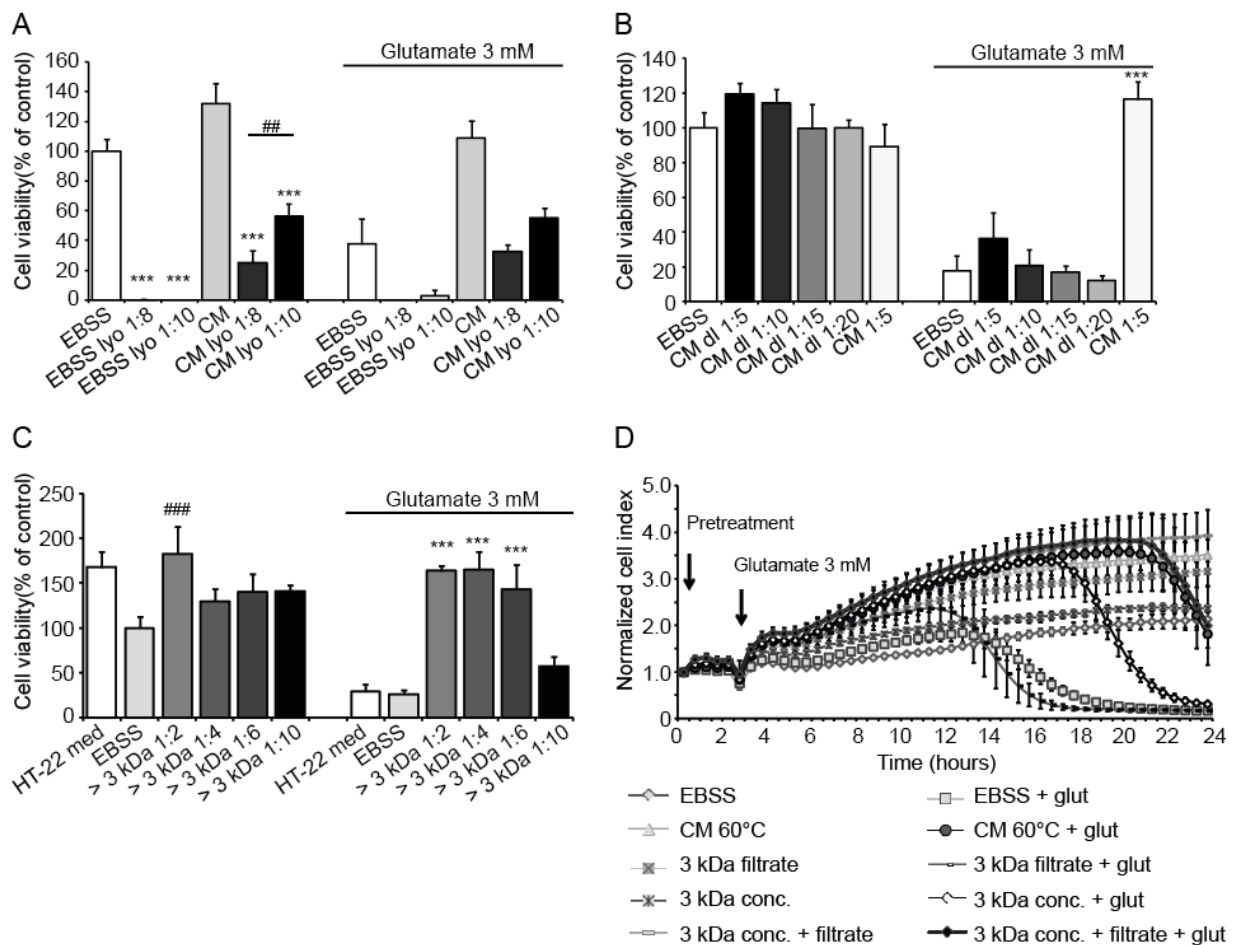 A
Cell viability(% of control)
160
140
120
100
80
60
40
20
0
Glutamate 3 mM
##
***
***
***
***
EBSS
EBSS lyo 1:8
EBSS lyo 1:10
CM
CM lyo 1:8
CM lyo 1:10
EBSS
EBSS lyo 1:8
EBSS lyo 1:10
CM
CM lyo 1:8
CM lyo 1:10
B
Cell viability(% of control)
140
120
100
80
60
40
20
0
Glutamate 3 mM
***
EBSS
CM dl 1:5
CM dl 1:10
CM dl 1:15
CM dl 1:20
CM 1:5
EBSS
CM dl 1:5
CM dl 1:10
CM dl 1:15
CM dl 1:20
CM 1:5
C
Cell viability(% of control)
250
200
150
100
50
0
Glutamate 3 mM
###
***
***
***
HT-22 med
EBSS
> 3 kDa 1:2
> 3 kDa 1:4
> 3 kDa 1:6
> 3 kDa 1:10
HT-22 med
EBSS
> 3 kDa 1:2
> 3 kDa 1:4
> 3 kDa 1:6
> 3 kDa 1:10
D
Normalized cell index
5.0
4.0
3.0
2.0
1.0
0
Pretreatment
Glutamate 3 mM
0 2 4 6 8 10 12 14 16 18 20 22 24
Time (hours)
EBSS
EBSS + glut
CM 60°C
CM 60°C + glut
3 kDa filtrate
3 kDa filtrate + glut
3 kDa conc.
3 kDa conc. + glut
3 kDa conc. + filtrate
3 kDa conc. + filtrate + glut